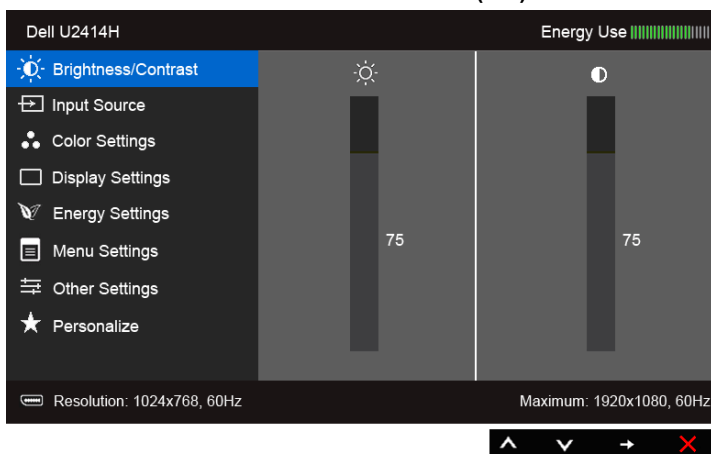 Dell U2414H
Energy Use
Brightness/Contrast
Input Source
Color Settings
Display Settings
Energy Settings
Menu Settings
Other Settings
Personalize
75
75
Resolution: 1024x768, 60Hz
Maximum: 1920x1080, 60Hz